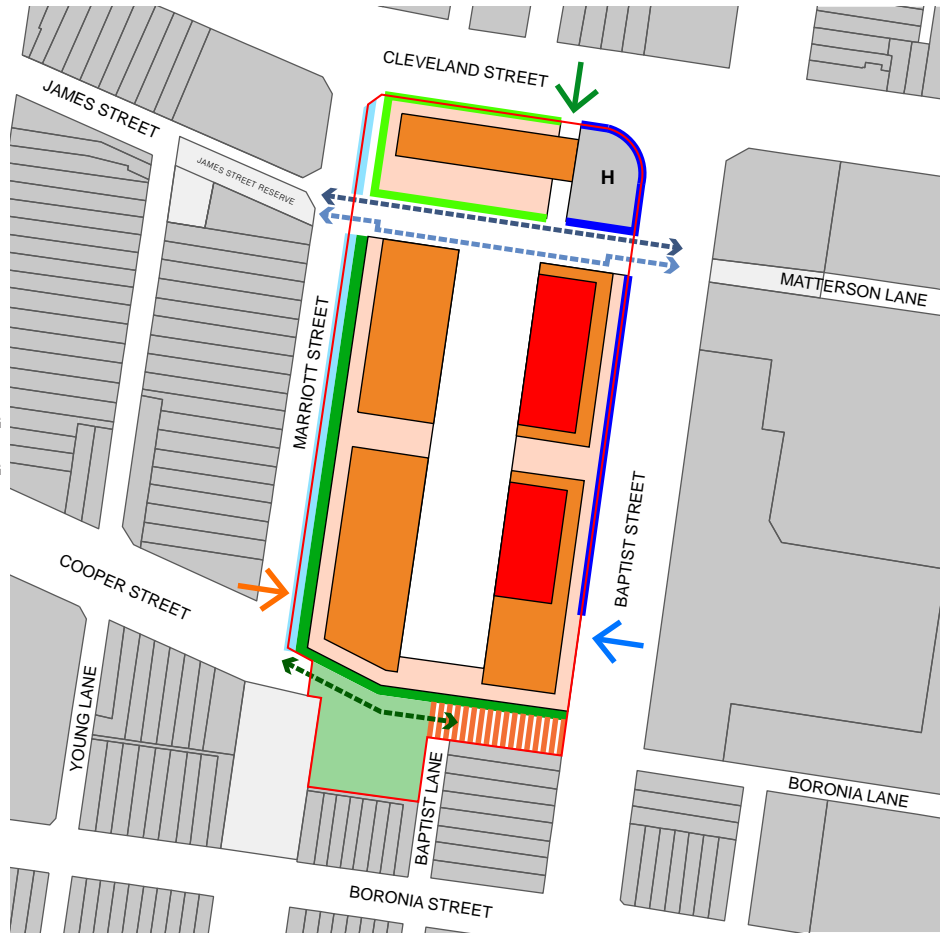 CLEVELAND STREET
JAMES STREET
JAMES STREET RESERVE
H
MATTERSON LANE
MARRIOTT STREET
BAPTIST STREET
COOPER STREET
YOUNG LANE
BAPTIST LANE
BORONIA LANE
BORONIA STREET